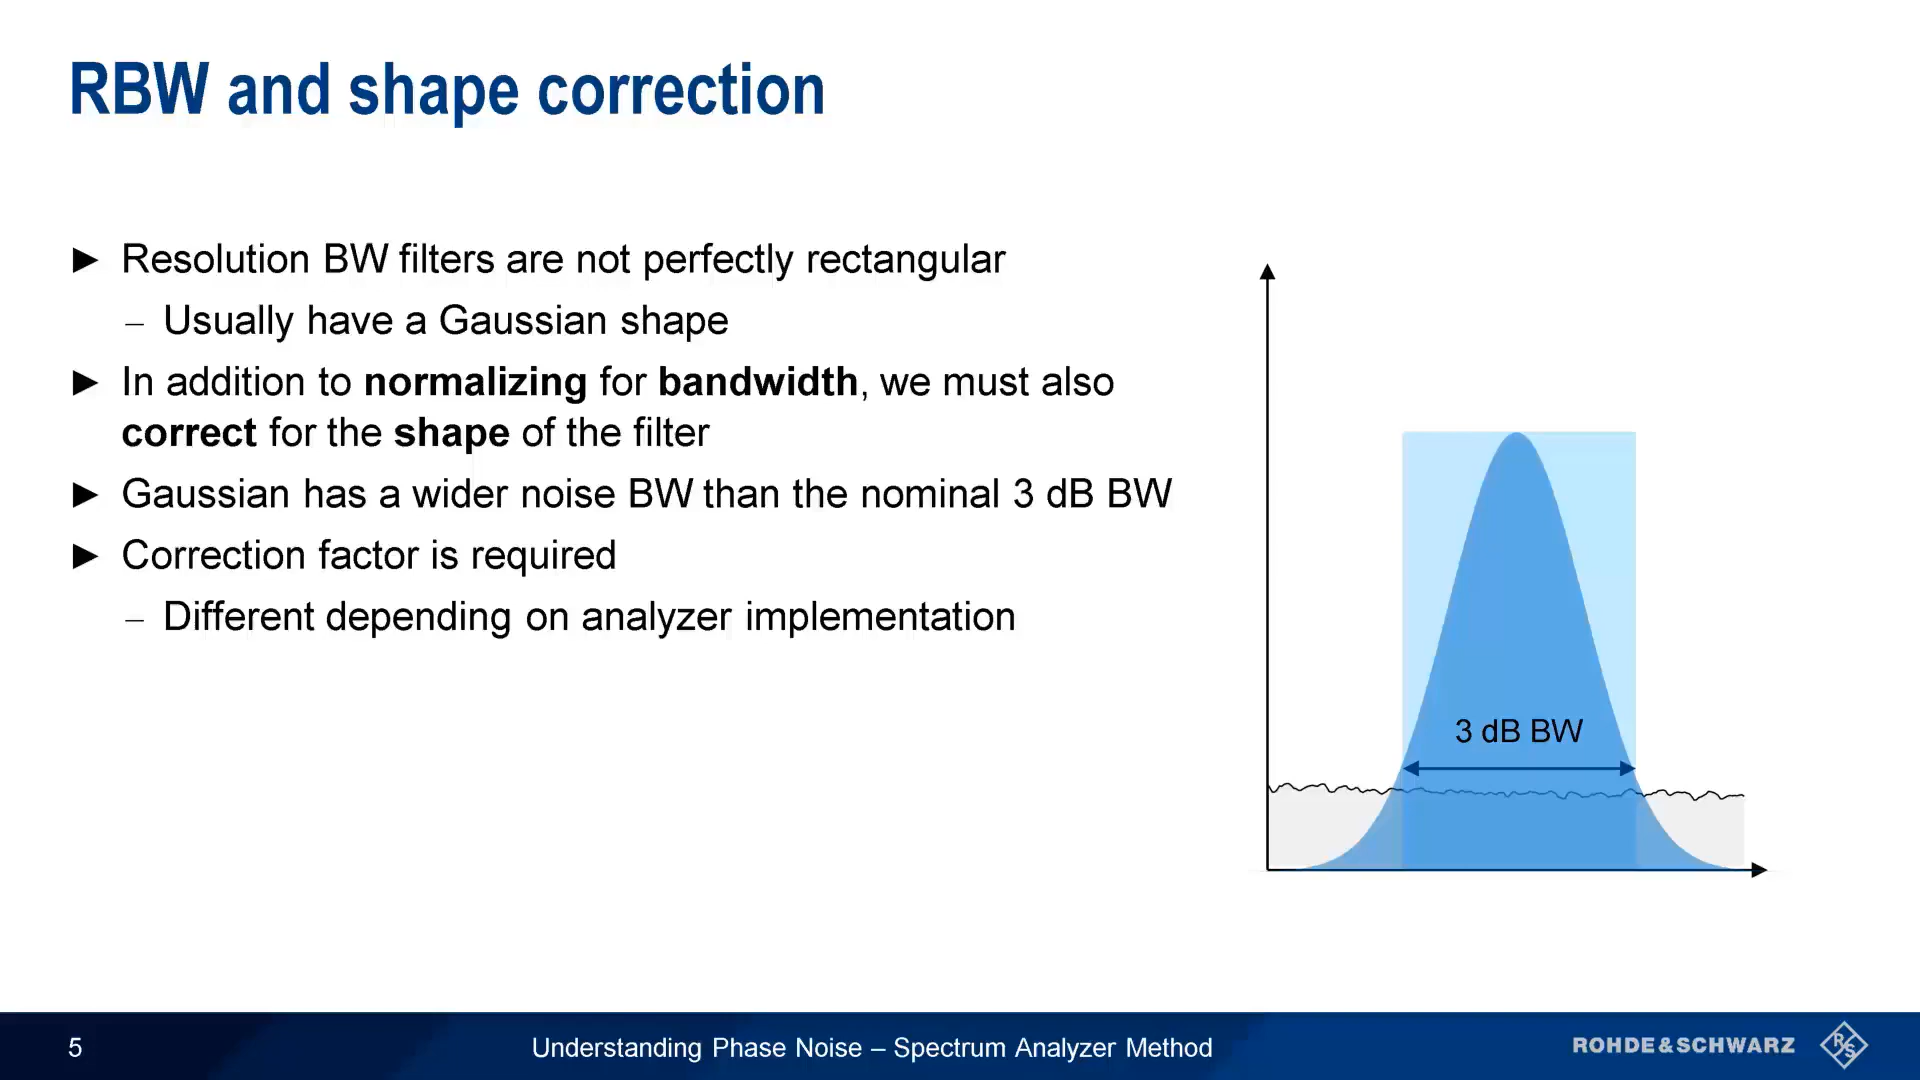 RBW and shape correction
► Resolution BW filters are not perfectly rectangular
– Usually have a Gaussian shape
► In addition to normalizing for bandwidth, we must also
correct for the shape of the filter
► Gaussian has a wider noise BW than the nominal 3 dB BW
► Correction factor is required
– Different depending on analyzer implementation
3 dB BW
5
Understanding Phase Noise – Spectrum Analyzer Method
ROHDE&SCHWARZ
R&S